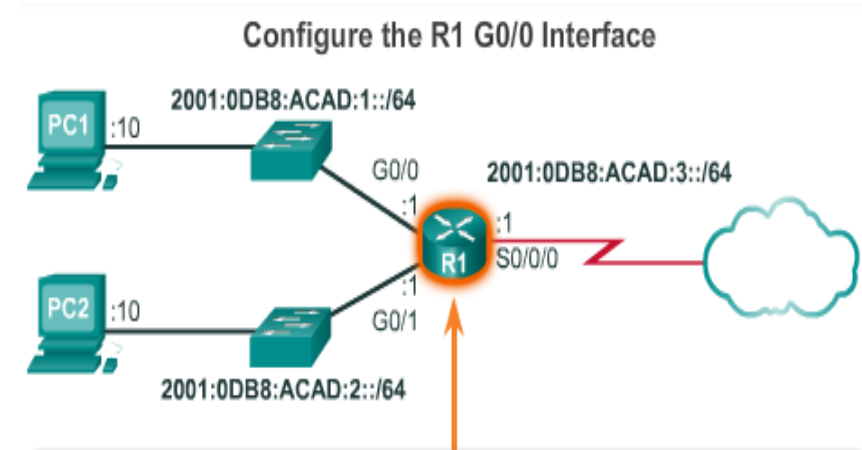 Configure the R1 G0/0 Interface
2001:0DB8:ACAD:1::/64
PC1
:10
G0/0
2001:0DB8:ACAD:3::/64
:1
:1
R1
S0/0/0
PC2
:10
:1
G0/1
2001:0DB8:ACAD:2::/64